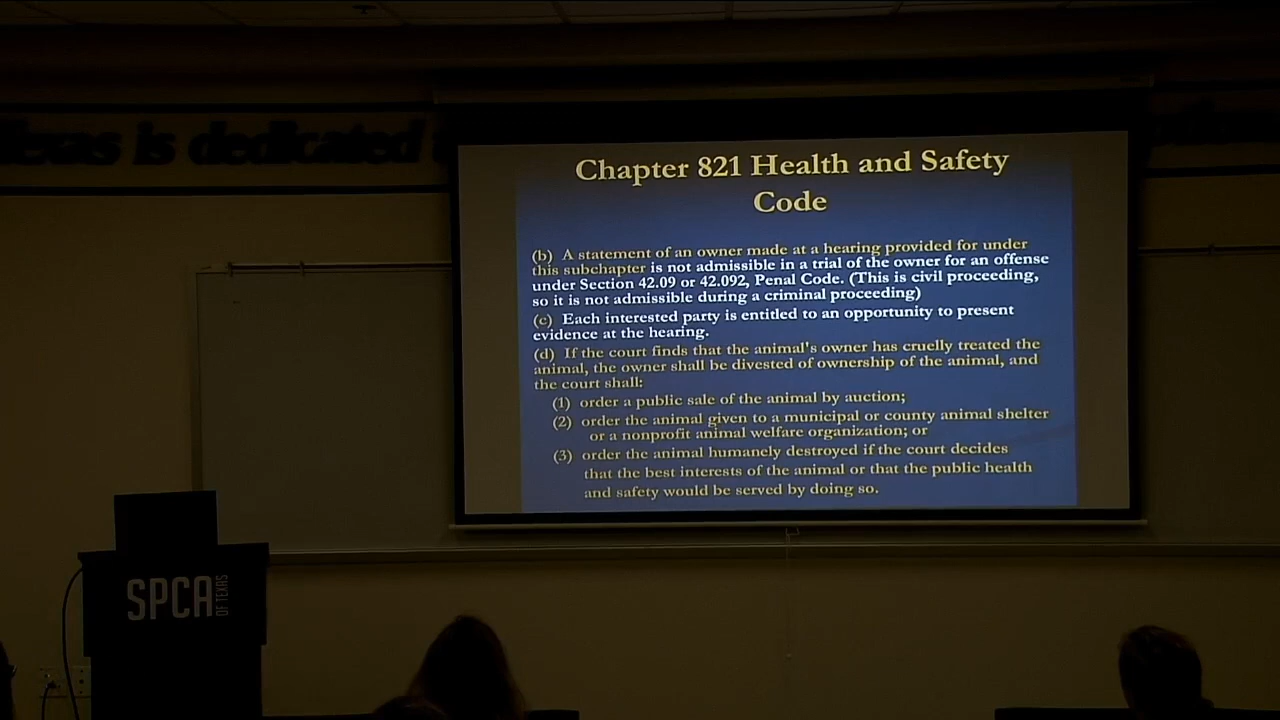 Texas is dedicated
Chapter 821 Health and Safety
Code
(b) A statement of an owner made at a hearing provided for under
this subchapter is not admissible in a trial of the owner for an offense
under Section 42.09 or 42.092, Penal Code. (This is civil proceeding,
so it is not admissible during a criminal proceeding)
(c) Each interested party is entitled to an opportunity to present
evidence at the hearing.
(d) If the court finds that the animal's owner has cruelly treated the
animal, the owner shall be divested of ownership of the animal, and
the court shall:
(1) order a public sale of the animal by auction;
(2) order the animal given to a municipal or county animal shelter
or a nonprofit animal welfare organization; or
(3) order the animal humanely destroyed if the court decides
that the best interests of the animal or that the public health
and safety would be served by doing so.
SPCA
OF TEXAS